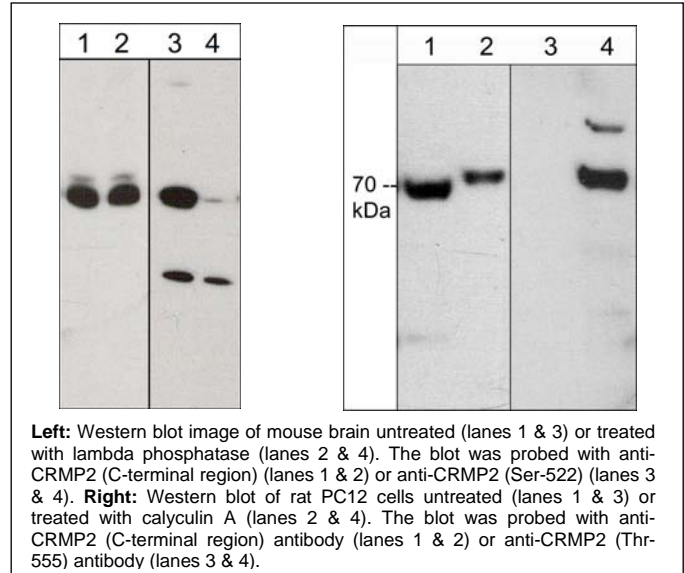 1 2 3 4
1 2 3 4
70 --
kDa
Left: Western blot image of mouse brain untreated (lanes 1 & 3) or treated
with lambda phosphatase (lanes 2 & 4). The blot was probed with anti-
CRMP2 (C-terminal region) (lanes 1 & 2) or anti-CRMP2 (Ser-522) (lanes 3
& 4). Right: Western blot of rat PC12 cells untreated (lanes 1 & 3) or
treated with calyculin A (lanes 2 & 4). The blot was probed with anti-
CRMP2 (C-terminal region) antibody (lanes 1 & 2) or anti-CRMP2 (Thr-
555) antibody (lanes 3 & 4).